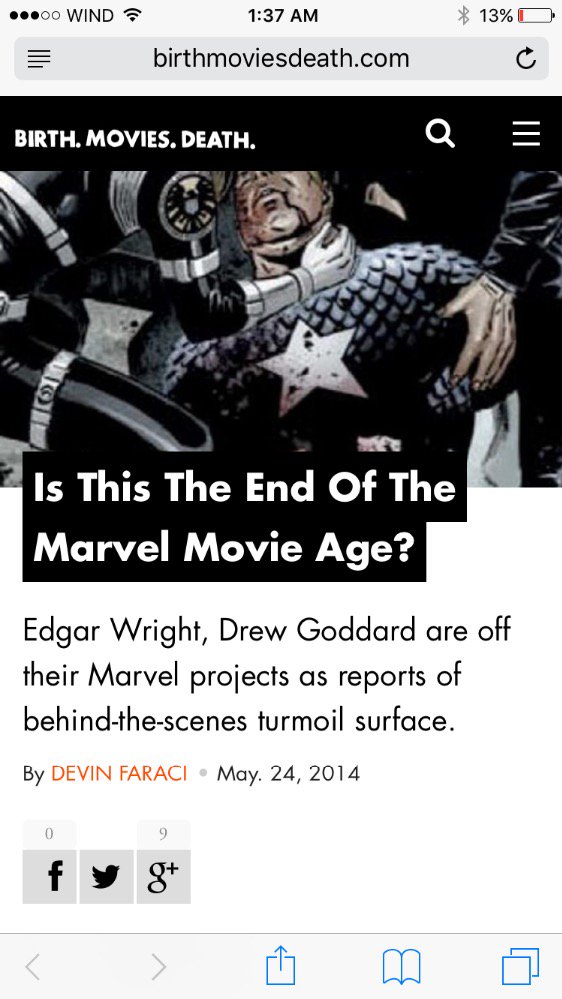 WIND 1:37 AM 13%
birthmoviesdeath.com
BIRTH. MOVIES. DEATH.
Is This The End Of The
Marvel Movie Age?
Edgar Wright, Drew Goddard are off
their Marvel projects as reports of
behind-the-scenes turmoil surface.
By DEVIN FARACI • May. 24, 2014
0 9
f g+